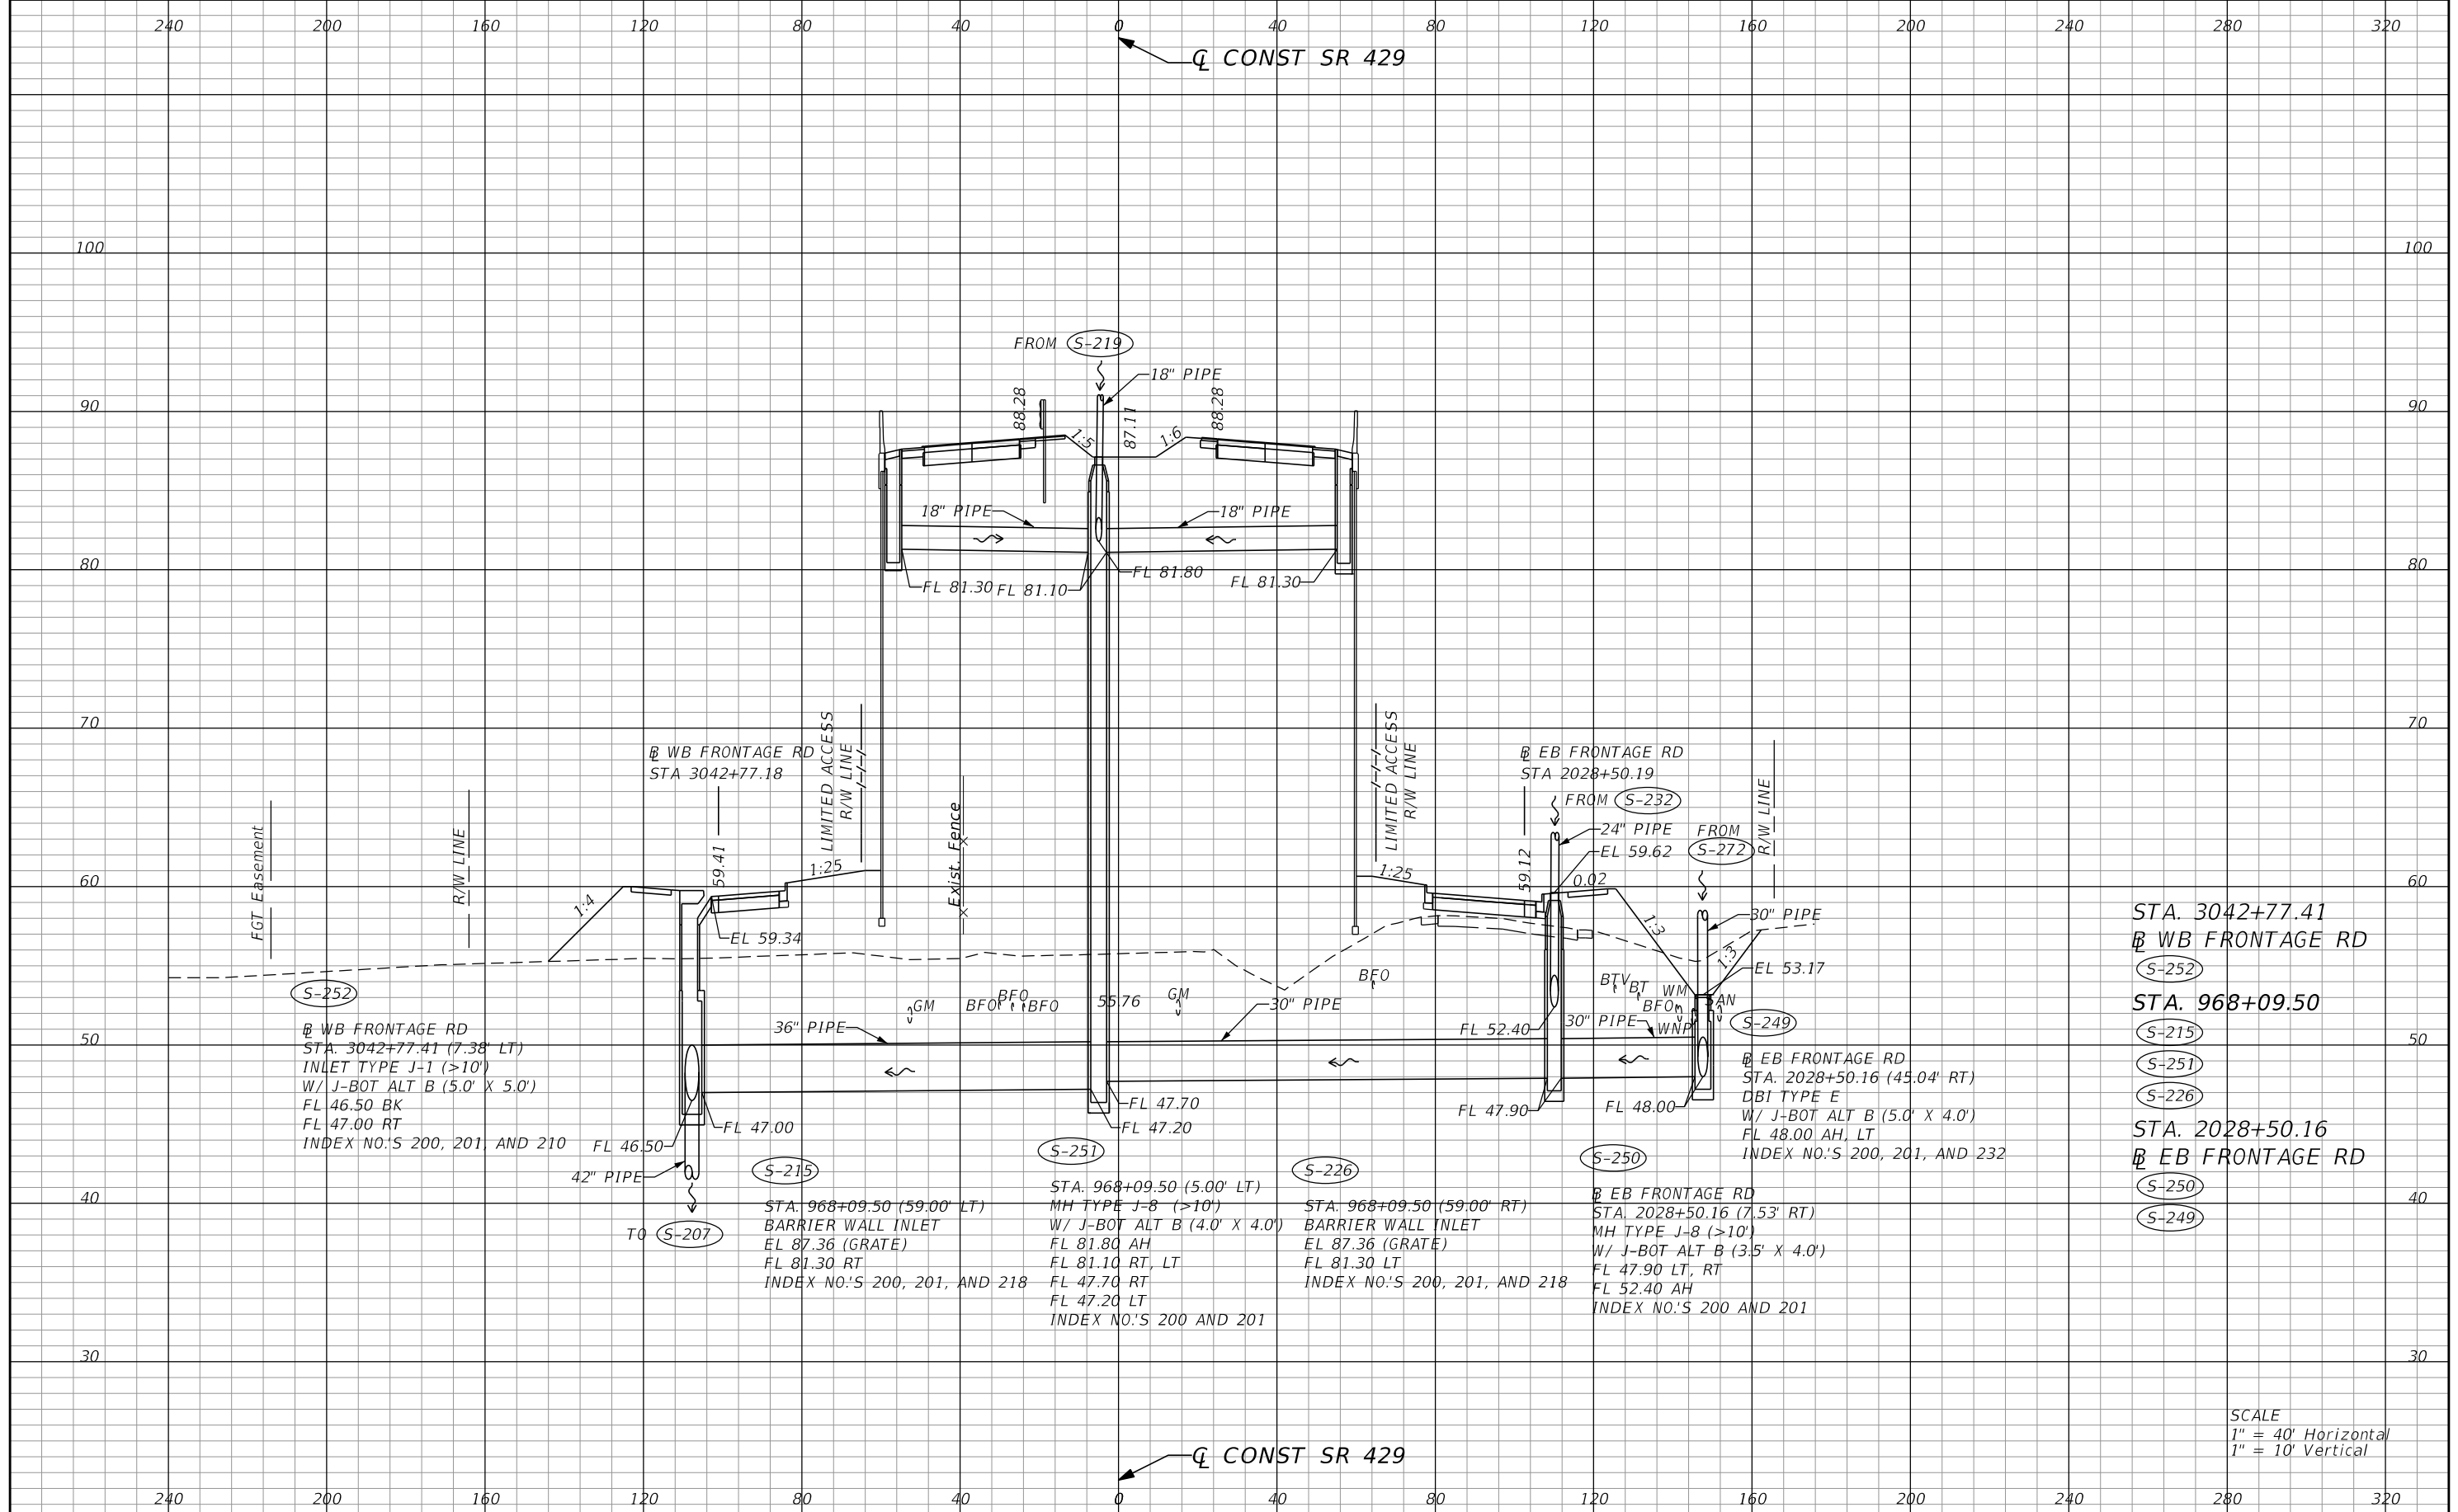 240 200 160 120 80 40 0 40 80 120 160 200 240 280 320
℄ CONST SR 429
100 100
FROM S-219
18" PIPE
90 90
88.28
87.11
88.28
1:5
1:6
18" PIPE
18" PIPE
80 80
FL 81.30
FL 81.10
FL 81.80
FL 81.30
70 70
LIMITED ACCESS
R/W LINE
LIMITED ACCESS
R/W LINE
BL WB FRONTAGE RD
STA 3042+77.18
BL EB FRONTAGE RD
STA 2028+50.19
FROM S-232
24" PIPE
FROM
S-272
EL 59.62
R/W LINE
FGT Easement
R/W LINE
59.41
Exist. Fence
59.12
60 60
1:4
1:25
1:25
0.02
1:3
1:3
30" PIPE
EL 59.34
EL 53.17
STA. 3042+77.41
BL WB FRONTAGE RD
S-252
STA. 968+09.50
S-215
S-251
S-226
STA. 2028+50.16
BL EB FRONTAGE RD
S-250
S-249
GM
BFO
BFO
BFO
55.76
GM
BFO
BTV
BT
BFO
WM
SAN
WNP
36" PIPE
30" PIPE
30" PIPE
FL 52.40
50 50
S-252
BL WB FRONTAGE RD
STA. 3042+77.41 (7.38' LT)
INLET TYPE J-1 (>10')
W/ J-BOT ALT B (5.0' X 5.0')
FL 46.50 BK
FL 47.00 RT
INDEX NO.'S 200, 201, AND 210
S-249
BL EB FRONTAGE RD
STA. 2028+50.16 (45.04' RT)
DBI TYPE E
W/ J-BOT ALT B (5.0' X 4.0')
FL 48.00 AH, LT
INDEX NO.'S 200, 201, AND 232
FL 46.50
FL 47.00
FL 47.70
FL 47.20
FL 47.90
FL 48.00
42" PIPE
TO S-207
40 40
S-215
STA. 968+09.50 (59.00' LT)
BARRIER WALL INLET
EL 87.36 (GRATE)
FL 81.30 RT
INDEX NO.'S 200, 201, AND 218
S-251
STA. 968+09.50 (5.00' LT)
MH TYPE J-8 (>10')
W/ J-BOT ALT B (4.0' X 4.0')
FL 81.80 AH
FL 81.10 RT, LT
FL 47.70 RT
FL 47.20 LT
INDEX NO.'S 200 AND 201
S-226
STA. 968+09.50 (59.00' RT)
BARRIER WALL INLET
EL 87.36 (GRATE)
FL 81.30 LT
INDEX NO.'S 200, 201, AND 218
S-250
BL EB FRONTAGE RD
STA. 2028+50.16 (7.53' RT)
MH TYPE J-8 (>10')
W/ J-BOT ALT B (3.5' X 4.0')
FL 47.90 LT, RT
FL 52.40 AH
INDEX NO.'S 200 AND 201
30 30
SCALE
1" = 40' Horizontal
1" = 10' Vertical
℄ CONST SR 429
240 200 160 120 80 40 0 40 80 120 160 200 240 280 320